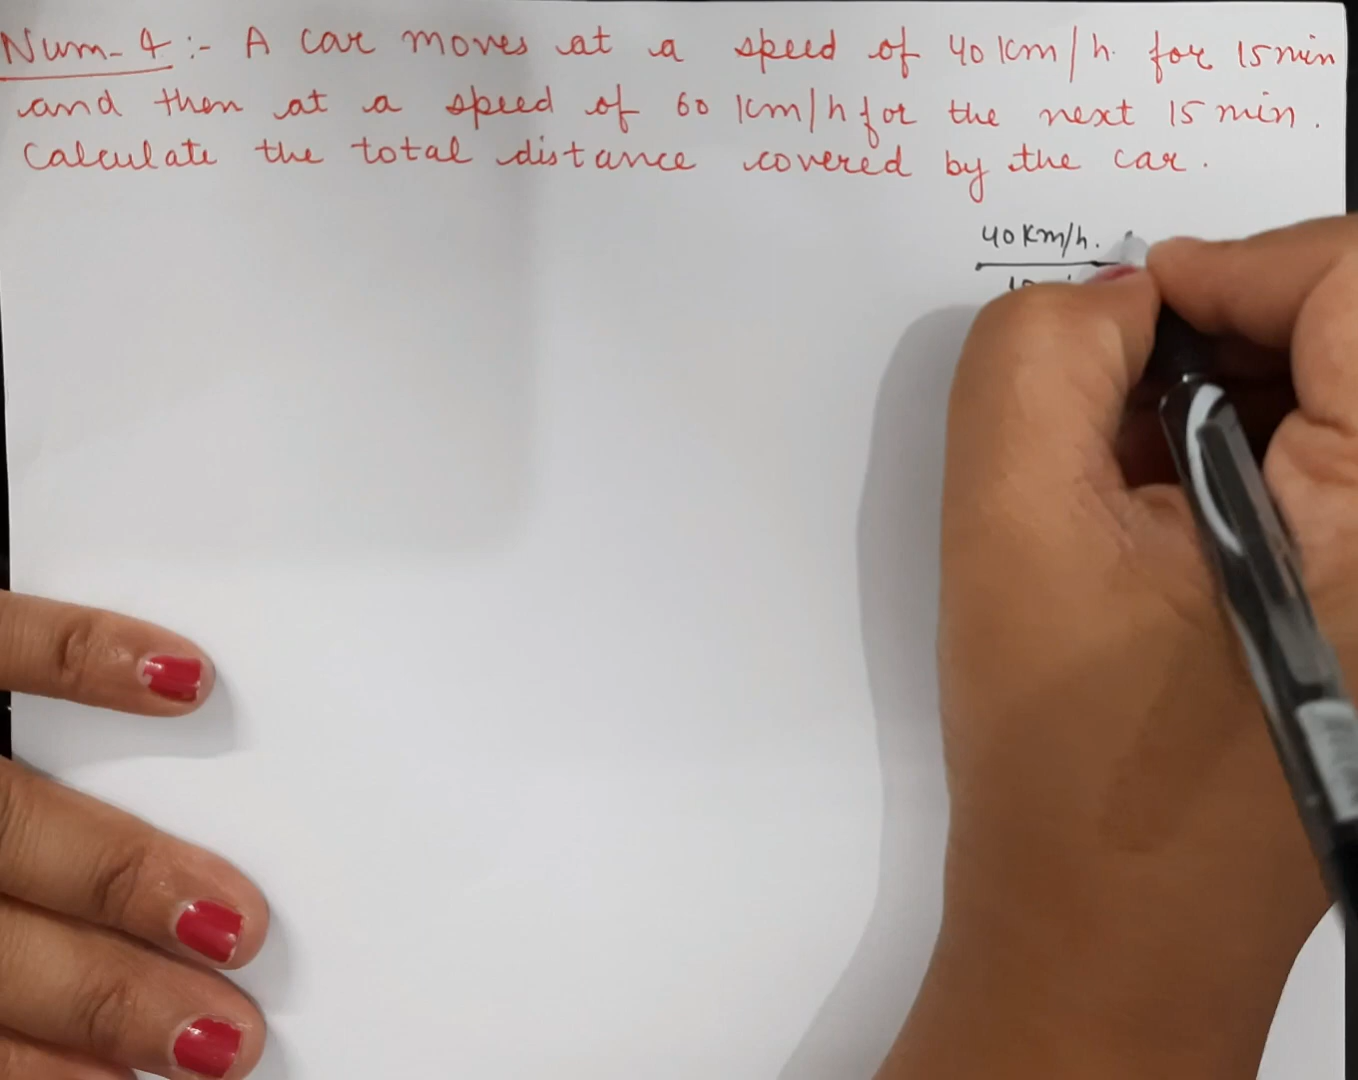 Num-4 :- A car moves at a speed of 40 km/h. for 15 min
and then at a speed of 60 km/h for the next 15 min.
Calculate the total distance covered by the car.
40 Km/h.